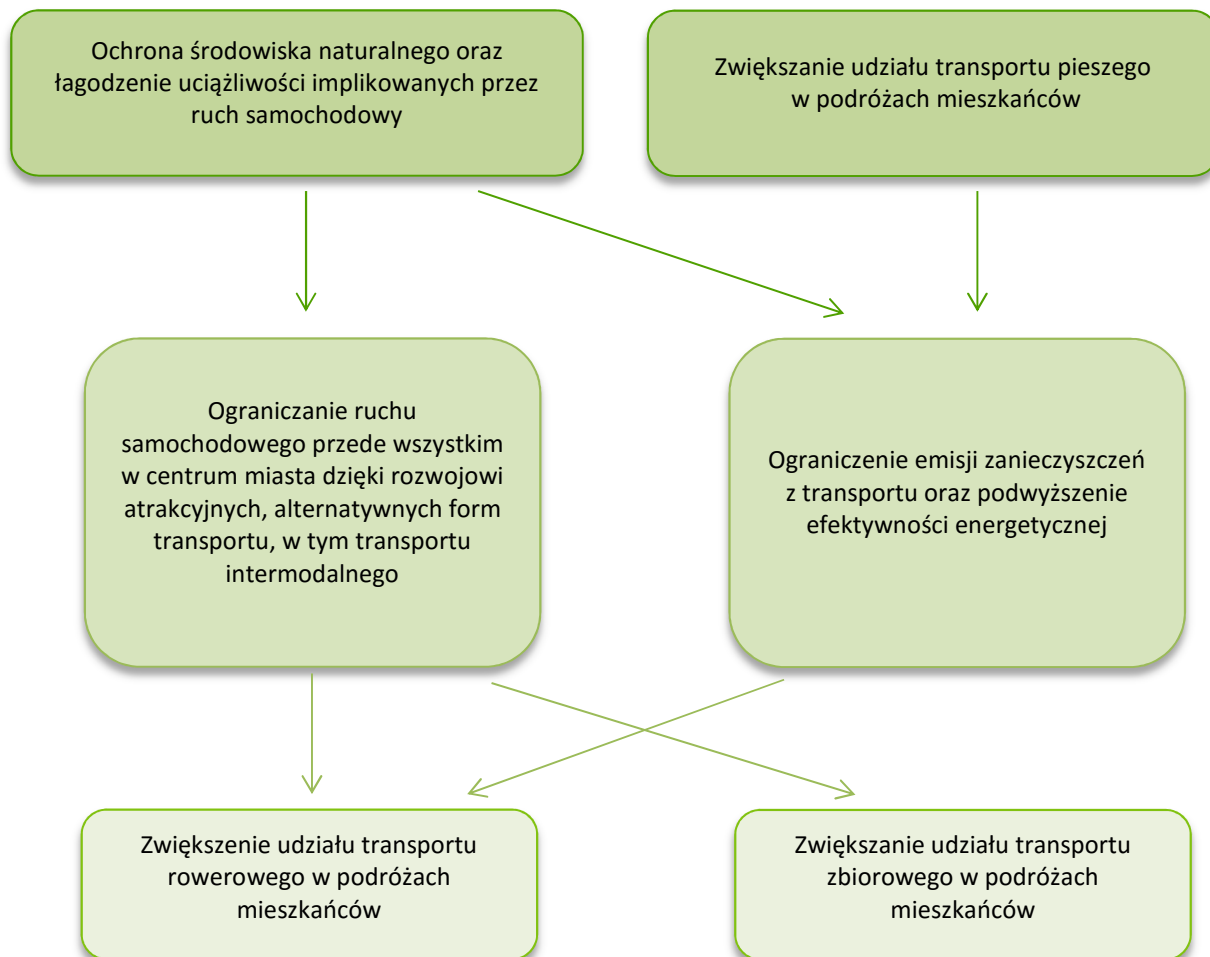 Ochrona środowiska naturalnego oraz
łagodzenie uciążliwości implikowanych przez
ruch samochodowy
Zwiększanie udziału transportu pieszego
w podróżach mieszkańców
Ograniczanie ruchu
samochodowego przede wszystkim
w centrum miasta dzięki rozwojowi
atrakcyjnych, alternatywnych form
transportu, w tym transportu
intermodalnego
Ograniczenie emisji zanieczyszczeń
z transportu oraz podwyższenie
efektywności energetycznej
Zwiększenie udziału transportu
rowerowego w podróżach
mieszkańców
Zwiększanie udziału transportu
zbiorowego w podróżach
mieszkańców